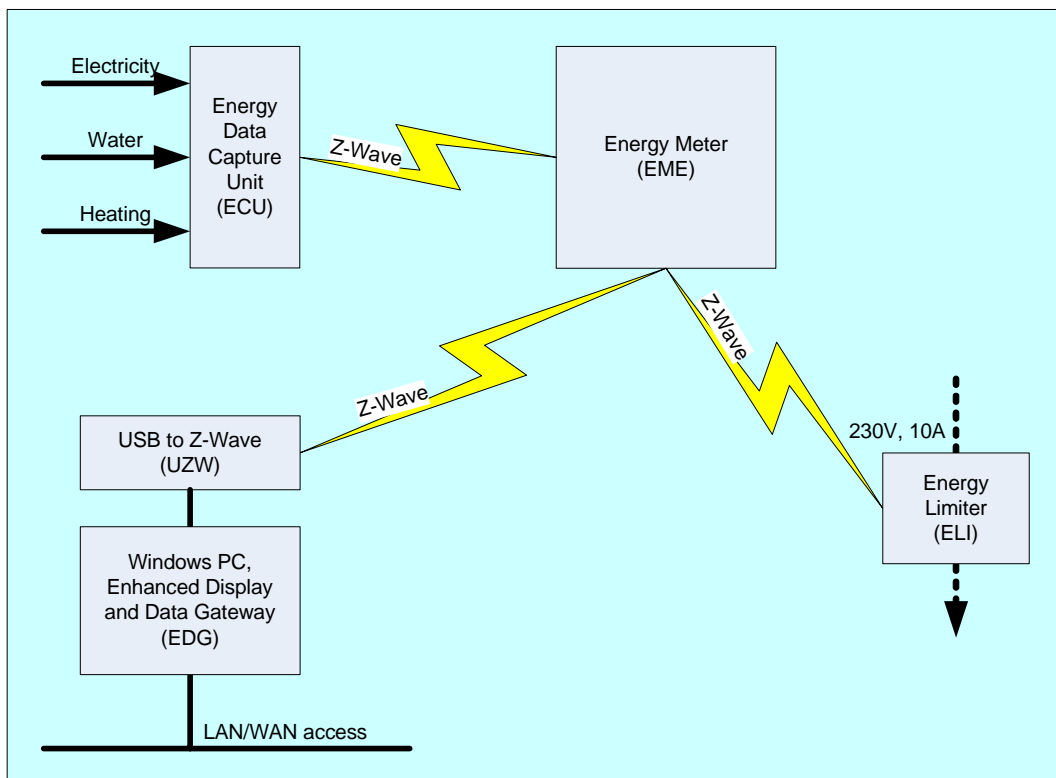 Electricity
Water
Heating
Energy
Data
Capture
Unit
(ECU)
Z-Wave
Energy Meter
(EME)
Z-Wave
Z-Wave
230V, 10A
Energy
Limiter
(ELI)
USB to Z-Wave
(UZW)
Windows PC,
Enhanced Display
and Data Gateway
(EDG)
LAN/WAN access